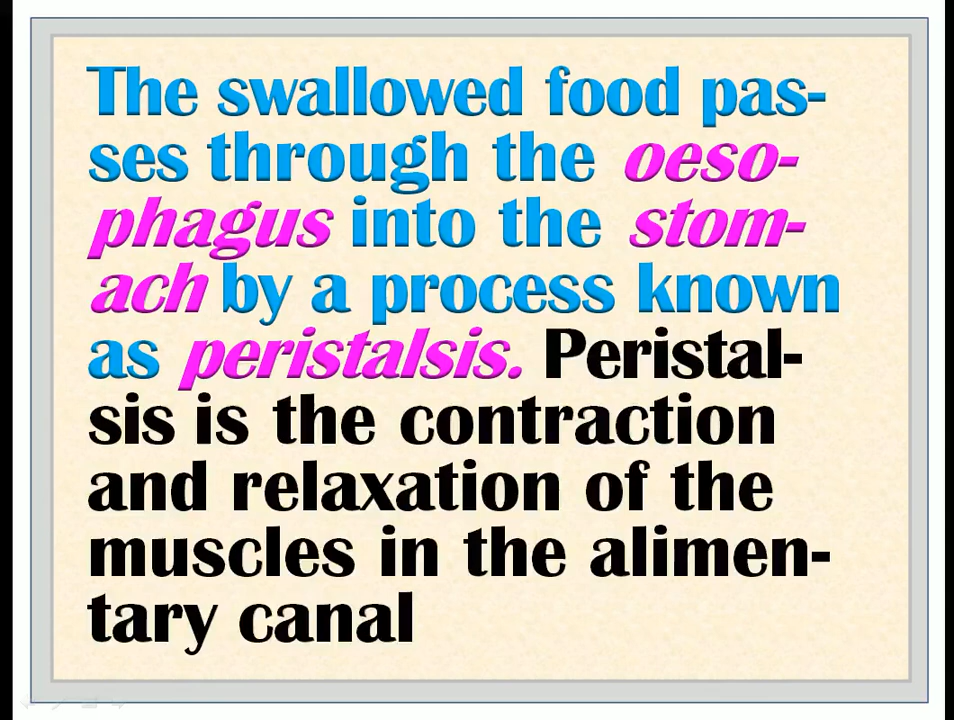 The swallowed food pas-
ses through the oeso-
phagus into the stom-
ach by a process known
as peristalsis. Peristal-
sis is the contraction
and relaxation of the
muscles in the alimen-
tary canal